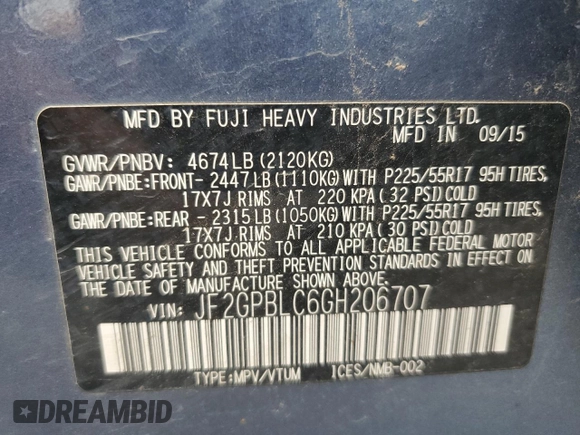 MFD BY FUJI HEAVY INDUSTRIES LTD.
MFD IN 09/15
GVWR/PNBV: 4674LB(2120KG)
GAWR/PNBE:FRONT- 2447LB(1110KG)WITH P225/55R17 95H TIRES,
17X7J RIMS AT 220 KPA(32 PSI)COLD
GAWR/PNBE:REAR - 2315LB(1050KG)WITH P225/55R17 95H TIRES,
17X7J RIMS AT 210 KPA(30 PSI)COLD
THIS VEHICLE CONFORMS TO ALL APPLICABLE FEDERAL MOTOR
VEHICLE SAFETY AND THEFT PREVENTION STANDARDS IN EFFECT ON
THE DATE OF MANUFACTURE SHOWN ABOVE.
VIN: JF2GPBLC6GH206707
TYPE:MPV/VTUM ICES/NMB-002
DREAMBID